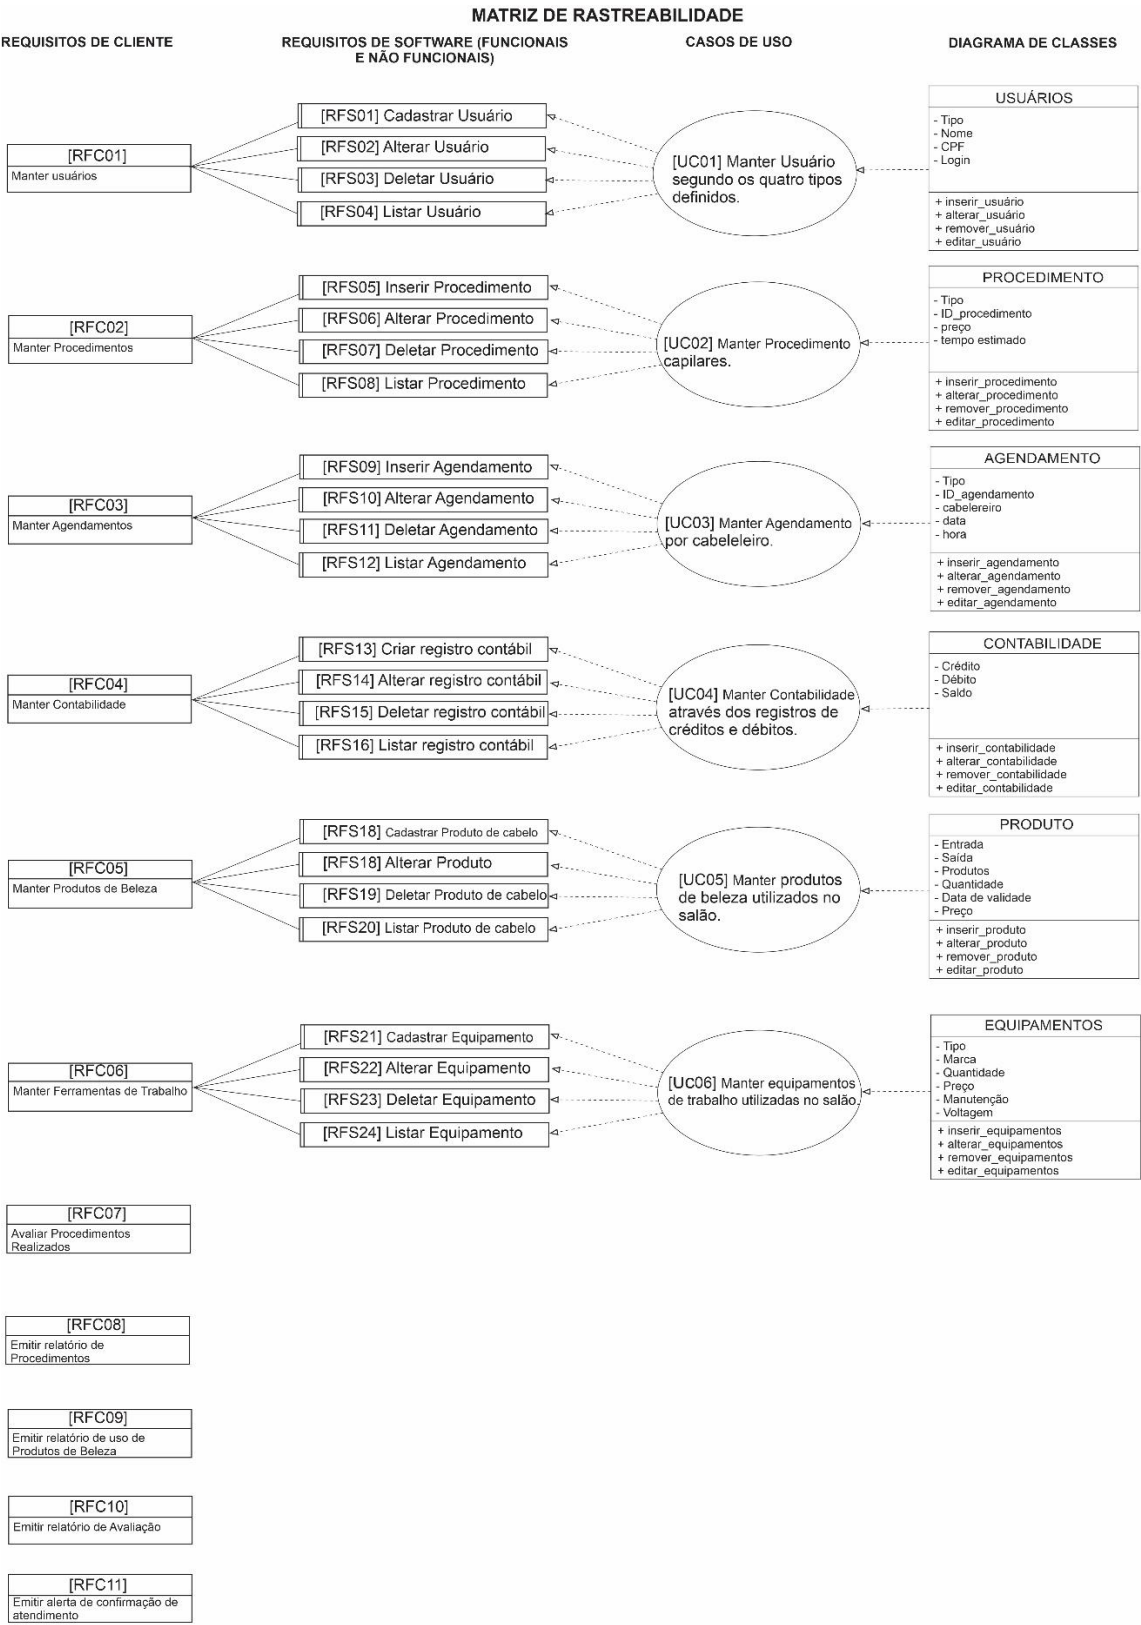 MATRIZ DE RASTREABILIDADE
REQUISITOS DE CLIENTE
REQUISITOS DE SOFTWARE (FUNCIONAIS
E NÃO FUNCIONAIS)
CASOS DE USO
DIAGRAMA DE CLASSES
[RFC01]
Manter usuários
[RFS01] Cadastrar Usuário
[RFS02] Alterar Usuário
[RFS03] Deletar Usuário
[RFS04] Listar Usuário
[UC01] Manter Usuário
segundo os quatro tipos
definidos.
USUÁRIOS
- Tipo
- Nome
- CPF
- Login
+ inserir_usuário
+ alterar_usuário
+ remover_usuário
+ editar_usuário
[RFC02]
Manter Procedimentos
[RFS05] Inserir Procedimento
[RFS06] Alterar Procedimento
[RFS07] Deletar Procedimento
[RFS08] Listar Procedimento
[UC02] Manter Procedimento
capilares.
PROCEDIMENTO
- Tipo
- ID_procedimento
- preço
- tempo estimado
+ inserir_procedimento
+ alterar_procedimento
+ remover_procedimento
+ editar_procedimento
[RFC03]
Manter Agendamentos
[RFS09] Inserir Agendamento
[RFS10] Alterar Agendamento
[RFS11] Deletar Agendamento
[RFS12] Listar Agendamento
[UC03] Manter Agendamento
por cabeleleiro.
AGENDAMENTO
- Tipo
- ID_agendamento
- cabelereiro
- data
- hora
+ inserir_agendamento
+ alterar_agendamento
+ remover_agendamento
+ editar_agendamento
[RFC04]
Manter Contabilidade
[RFS13] Criar registro contábil
[RFS14] Alterar registro contábil
[RFS15] Deletar registro contábil
[RFS16] Listar registro contábil
[UC04] Manter Contabilidade
através dos registros de
créditos e débitos.
CONTABILIDADE
- Crédito
- Débito
- Saldo
+ inserir_contabilidade
+ alterar_contabilidade
+ remover_contabilidade
+ editar_contabilidade
[RFC05]
Manter Produtos de Beleza
[RFS18] Cadastrar Produto de cabelo
[RFS18] Alterar Produto
[RFS19] Deletar Produto de cabelo
[RFS20] Listar Produto de cabelo
[UC05] Manter produtos
de beleza utilizados no
salão.
PRODUTO
- Entrada
- Saída
- Produtos
- Quantidade
- Data de validade
- Preço
+ inserir_produto
+ alterar_produto
+ remover_produto
+ editar_produto
[RFC06]
Manter Ferramentas de Trabalho
[RFS21] Cadastrar Equipamento
[RFS22] Alterar Equipamento
[RFS23] Deletar Equipamento
[RFS24] Listar Equipamento
[UC06] Manter equipamentos
de trabalho utilizadas no salão.
EQUIPAMENTOS
- Tipo
- Marca
- Quantidade
- Preço
- Manutenção
- Voltagem
+ inserir_equipamentos
+ alterar_equipamentos
+ remover_equipamentos
+ editar_equipamentos
[RFC07]
Avaliar Procedimentos
Realizados
[RFC08]
Emitir relatório de
Procedimentos
[RFC09]
Emitir relatório de uso de
Produtos de Beleza
[RFC10]
Emitir relatório de Avaliação
[RFC11]
Emitir alerta de confirmação de
atendimento